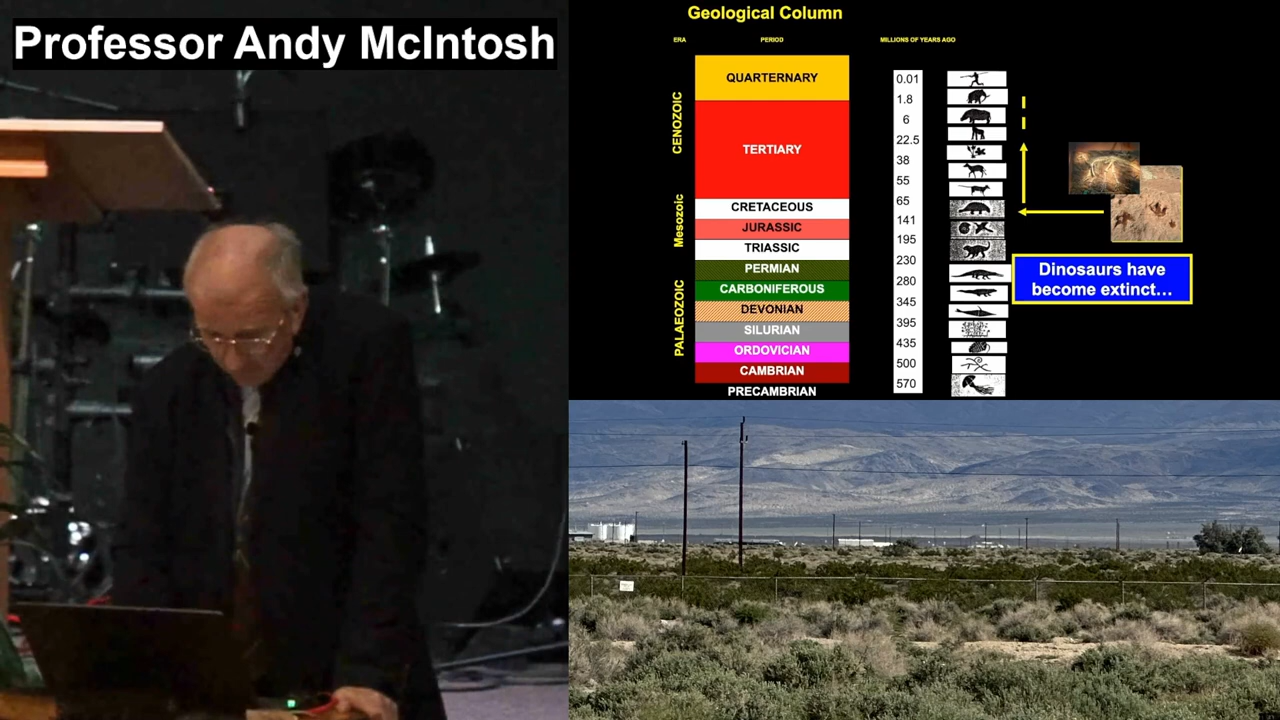 Professor Andy McIntosh
Geological Column
ERA
PERIOD
MILLIONS OF YEARS AGO
CENOZOIC
QUARTERNARY
TERTIARY
Mesozoic
CRETACEOUS
JURASSIC
TRIASSIC
PALAEOZOIC
PERMIAN
CARBONIFEROUS
DEVONIAN
SILURIAN
ORDOVICIAN
CAMBRIAN
PRECAMBRIAN
0.01
1.8
6
22.5
38
55
65
141
195
230
280
345
395
435
500
570
Dinosaurs have
become extinct…